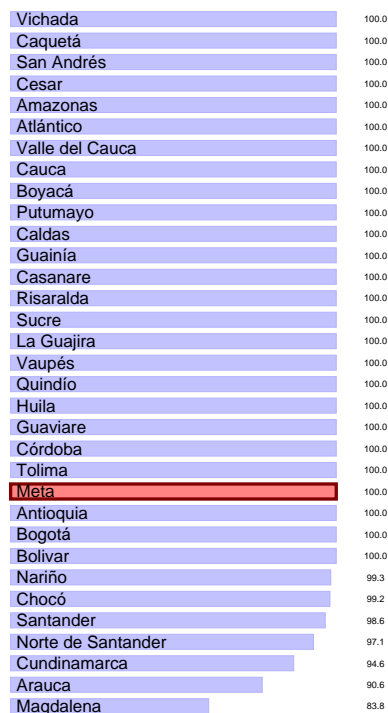 Vichada 100.0
Caquetá 100.0
San Andrés 100.0
Cesar 100.0
Amazonas 100.0
Atlántico 100.0
Valle del Cauca 100.0
Cauca 100.0
Boyacá 100.0
Putumayo 100.0
Caldas 100.0
Guainía 100.0
Casanare 100.0
Risaralda 100.0
Sucre 100.0
La Guajira 100.0
Vaupés 100.0
Quindío 100.0
Huila 100.0
Guaviare 100.0
Córdoba 100.0
Tolima 100.0
Meta 100.0
Antioquia 100.0
Bogotá 100.0
Bolivar 100.0
Nariño 99.3
Chocó 99.2
Santander 98.6
Norte de Santander 97.1
Cundinamarca 94.6
Arauca 90.6
Magdalena 83.8